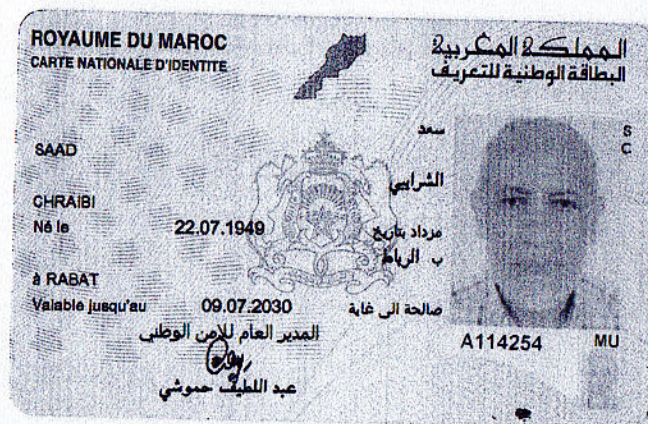 ROYAUME DU MAROC
المملكة المغربية
CARTE NATIONALE D'IDENTITE
البطاقة الوطنية للتعريف
سعد
S
C
SAAD
الشرايبي
CHRAIBI
Né le 22.07.1949 مرداد بتاريخ
ب الرباط
à RABAT
Valable jusqu'au 09.07.2030 صالحة الى غاية
المدير العام للأمن الوطني
A114254 MU
عبد اللطيف حموشي